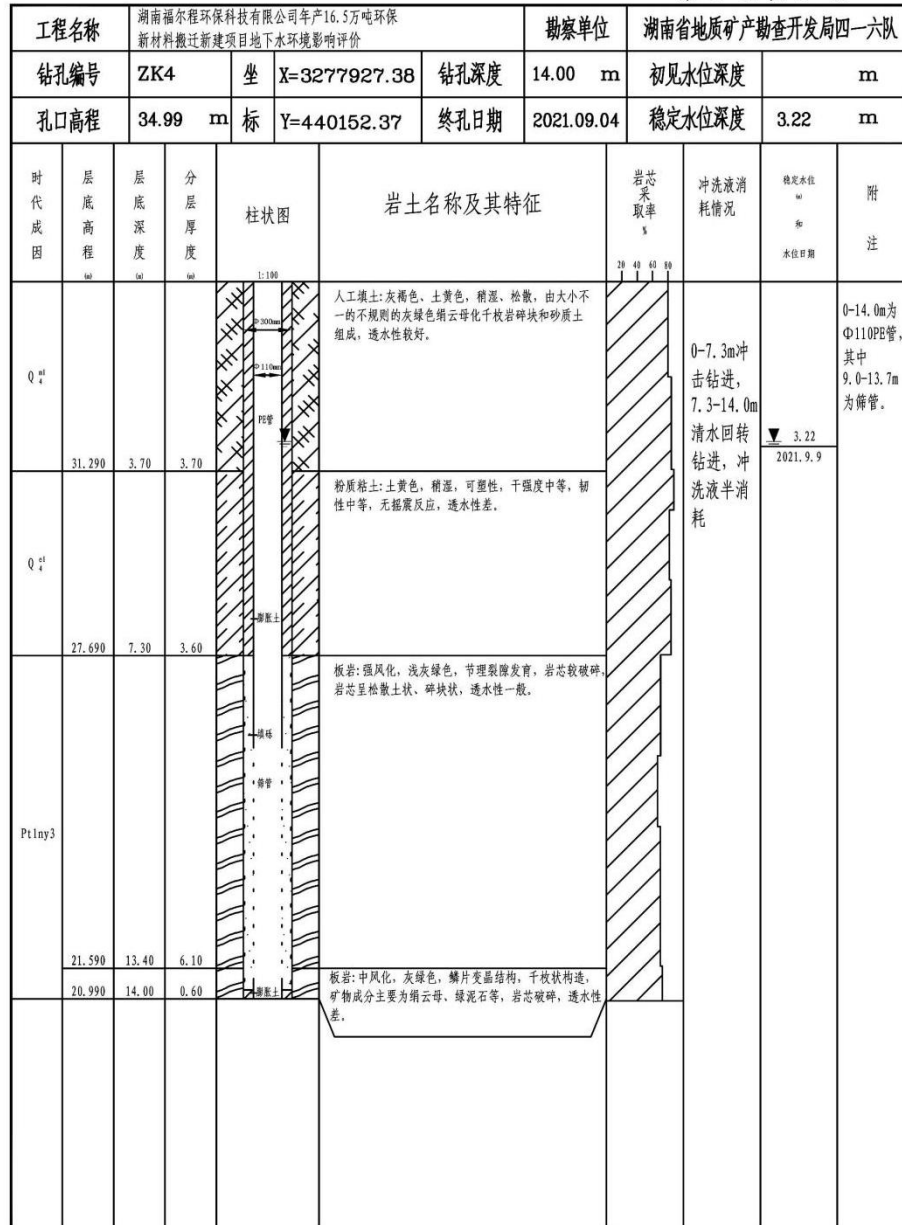 工程名称
湖南福尔程环保科技有限公司年产16.5万吨环保
新材料搬迁新建项目地下水环境影响评价
勘察单位
湖南省地质矿产勘查开发局四一六队
钻孔编号
ZK4
坐
X=3277927.38
钻孔深度
14.00 m
初见水位深度
m
孔口高程
34.99 m
标
Y=440152.37
终孔日期
2021.09.04
稳定水位深度
3.22 m
时代成因
层底高程
(m)
层底深度
(m)
分层厚度
(m)
柱状图
1:100
岩土名称及其特征
岩芯采取率
%
20 40 60 80
冲洗液消
耗情况
稳定水位
(m)
和
水位日期
附
注
Q4ml
31.290
3.70
3.70
Φ300mm
Φ110mm
PE管
人工填土:灰褐色、土黄色,稍湿、松散,由大小不
一的不规则的灰绿色绢云母化千枚岩碎块和砂质土
组成,透水性较好。
0-7.3m冲
击钻进,
7.3-14.0m
清水回转
钻进,冲
洗液半消
耗
3.22
2021.9.9
0-14.0m为
Φ110PE管,
其中
9.0-13.7m
为筛管。
Q4el
27.690
7.30
3.60
膨胀土
粉质粘土:土黄色,稍湿,可塑性,干强度中等,韧
性中等,无摇震反应,透水性差。
Ptlny3
21.590
13.40
6.10
填砾
筛管
板岩:强风化,浅灰绿色,节理裂隙发育,岩芯较破碎,
岩芯呈松散土状、碎块状,透水性一般。
20.990
14.00
0.60
膨胀土
板岩:中风化,灰绿色,鳞片变晶结构,千枚状构造,
矿物成分主要为绢云母、绿泥石等,岩芯破碎,透水性
差。